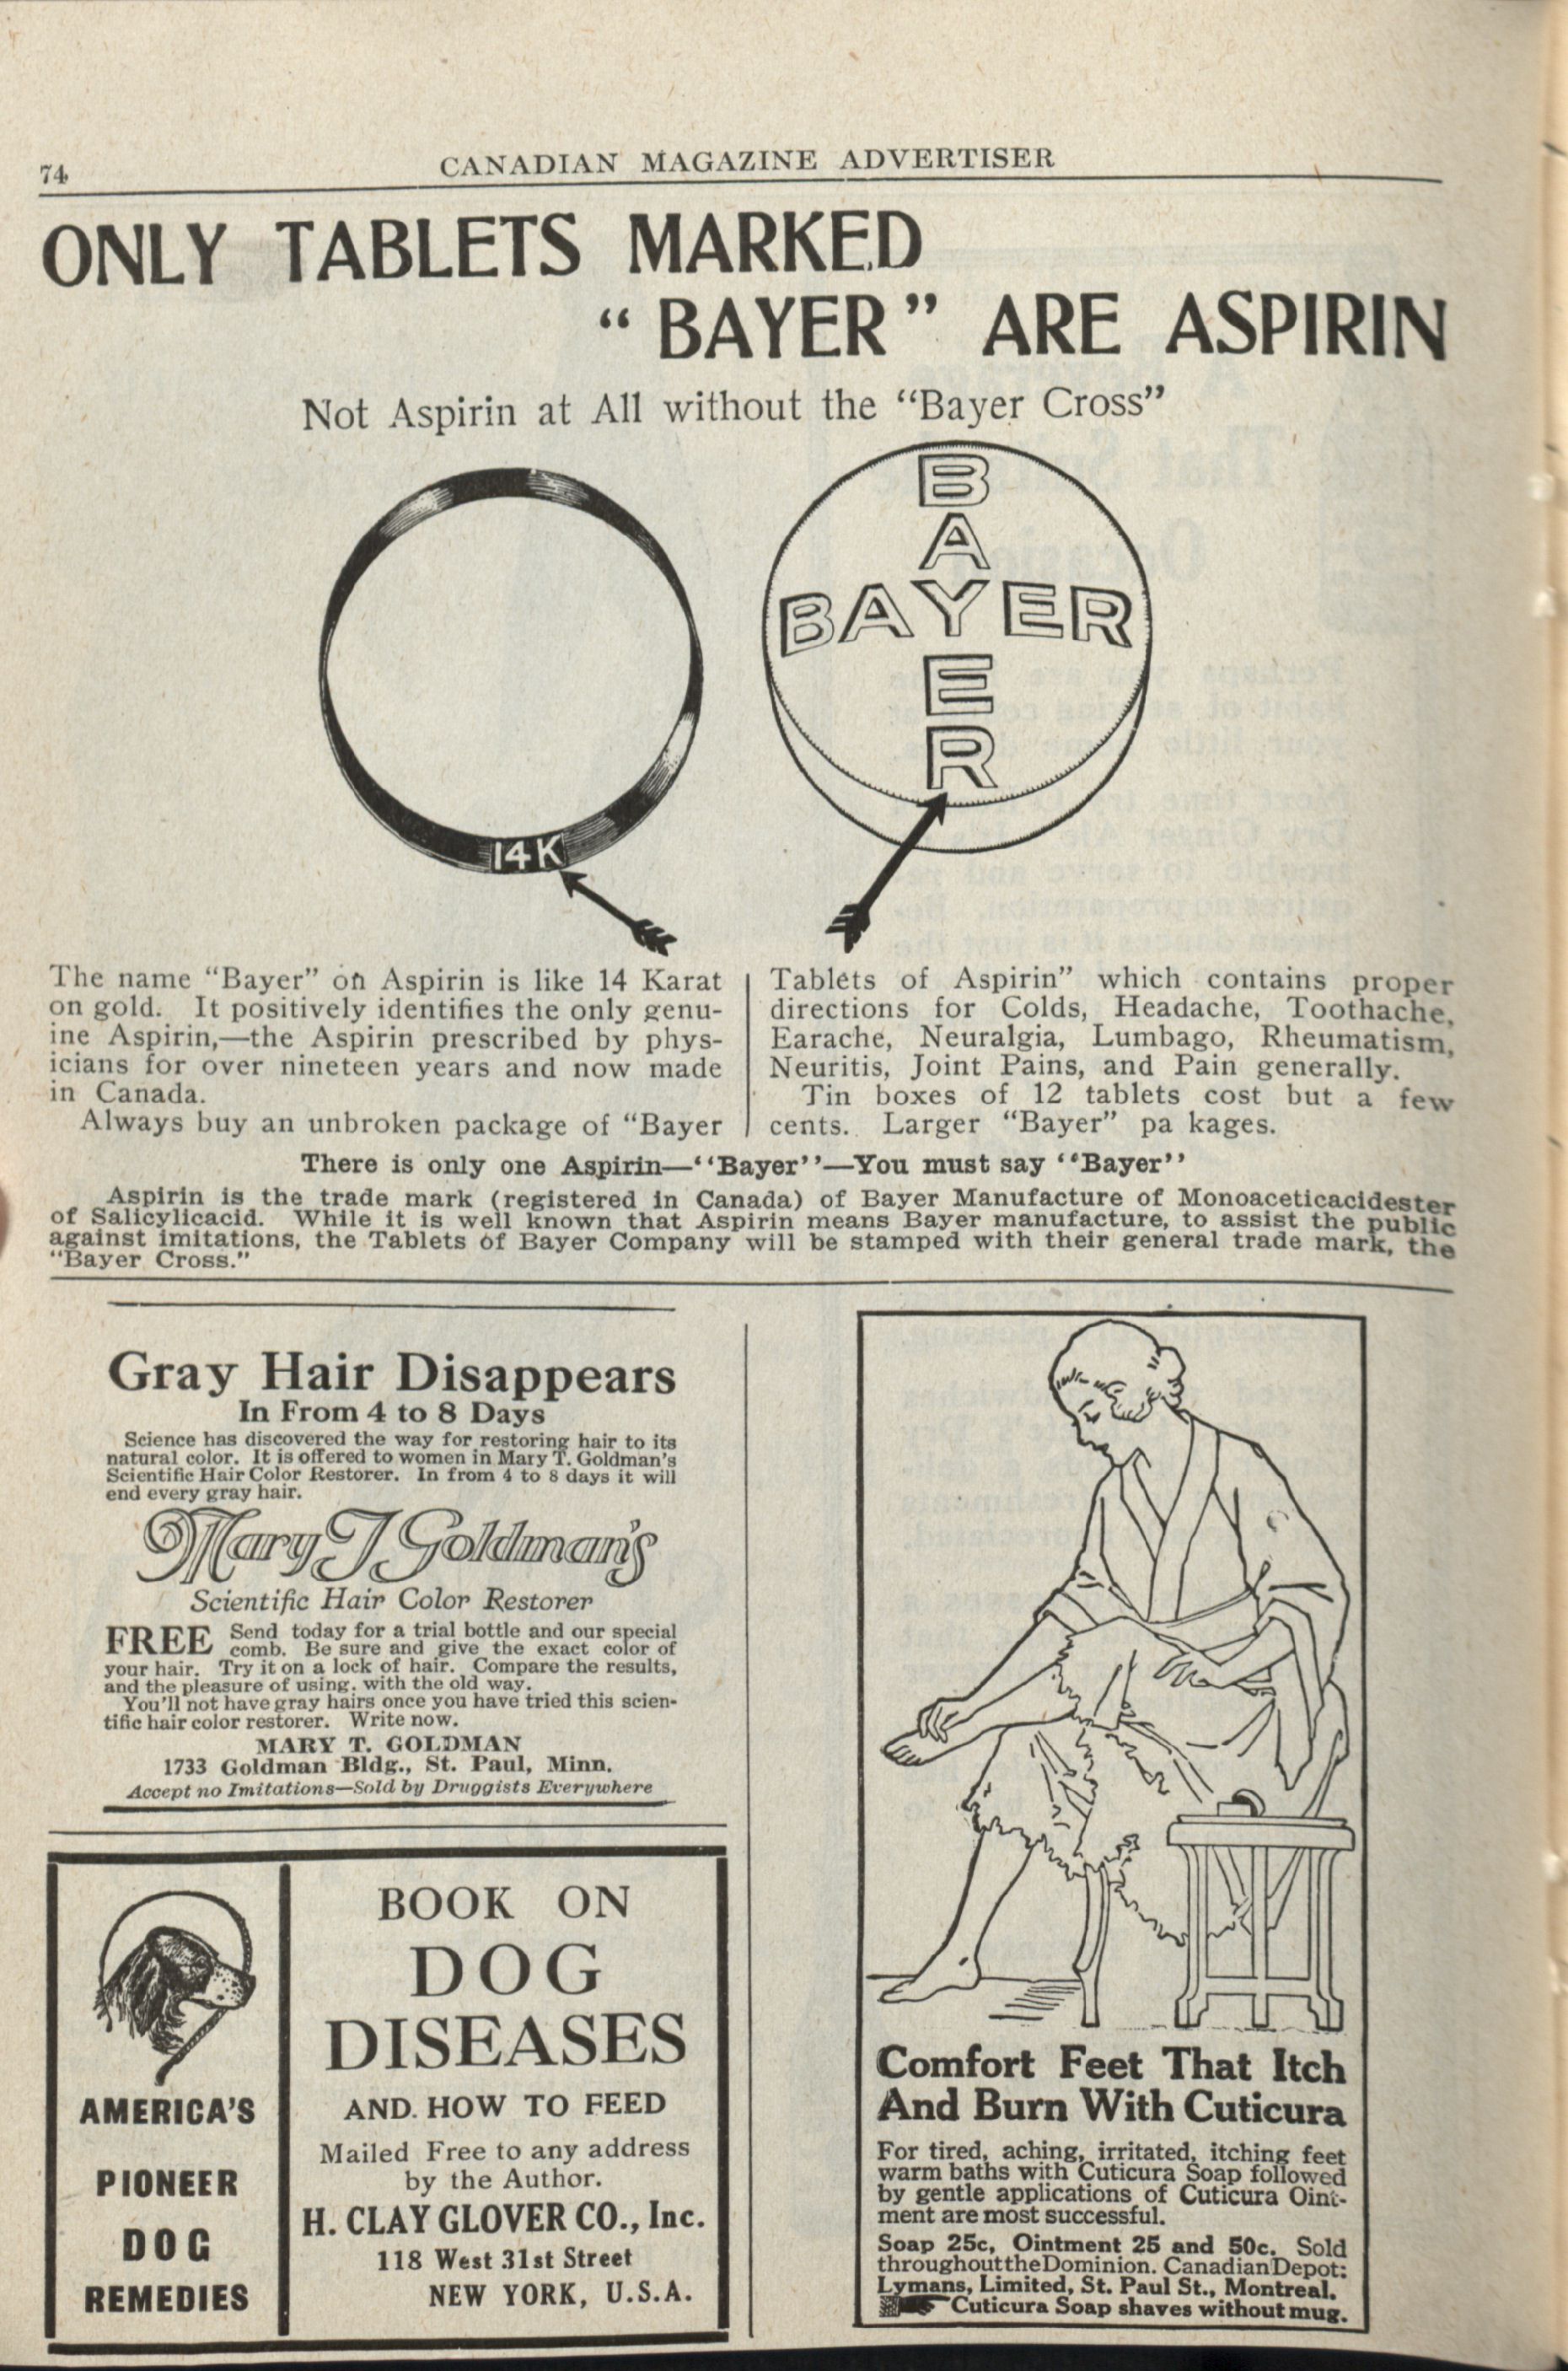 74
CANADIAN MAGAZINE ADVERTISER
ONLY TABLETS MARKED
"BAYER" ARE ASPIRIN
Not Aspirin at All without the "Bayer Cross"
14K
B
A
BAYER
E
R
The name "Bayer" on Aspirin is like 14 Karat
on gold. It positively identifies the only genu-
ine Aspirin,—the Aspirin prescribed by phys-
icians for over nineteen years and now made
in Canada.
Always buy an unbroken package of "Bayer
Tablets of Aspirin" which contains proper
directions for Colds, Headache, Toothache,
Earache, Neuralgia, Lumbago, Rheumatism,
Neuritis, Joint Pains, and Pain generally.
Tin boxes of 12 tablets cost but a few
cents. Larger "Bayer" pa kages.
There is only one Aspirin—"Bayer"—You must say "Bayer"
Aspirin is the trade mark (registered in Canada) of Bayer Manufacture of Monoaceticacidester
of Salicylicacid. While it is well known that Aspirin means Bayer manufacture, to assist the public
against imitations, the Tablets of Bayer Company will be stamped with their general trade mark, the
"Bayer Cross."
Gray Hair Disappears
In From 4 to 8 Days
Science has discovered the way for restoring hair to its
natural color. It is offered to women in Mary T. Goldman's
Scientific Hair Color Restorer. In from 4 to 8 days it will
end every gray hair.
Mary T Goldman's
Scientific Hair Color Restorer
FREE Send today for a trial bottle and our special
comb. Be sure and give the exact color of
your hair. Try it on a lock of hair. Compare the results,
and the pleasure of using, with the old way.
You'll not have gray hairs once you have tried this scien-
tific hair color restorer. Write now.
MARY T. GOLDMAN
1733 Goldman Bldg., St. Paul, Minn.
Accept no Imitations—Sold by Druggists Everywhere
AMERICA'S
PIONEER
DOG
REMEDIES
BOOK ON
DOG
DISEASES
AND. HOW TO FEED
Mailed Free to any address
by the Author.
H. CLAY GLOVER CO., Inc.
118 West 31st Street
NEW YORK, U.S.A.
Comfort Feet That Itch
And Burn With Cuticura
For tired, aching, irritated, itching feet
warm baths with Cuticura Soap followed
by gentle applications of Cuticura Oint-
ment are most successful.
Soap 25c, Ointment 25 and 50c. Sold
throughout the Dominion. Canadian Depot:
Lymans, Limited, St. Paul St., Montreal.
Cuticura Soap shaves without mug.